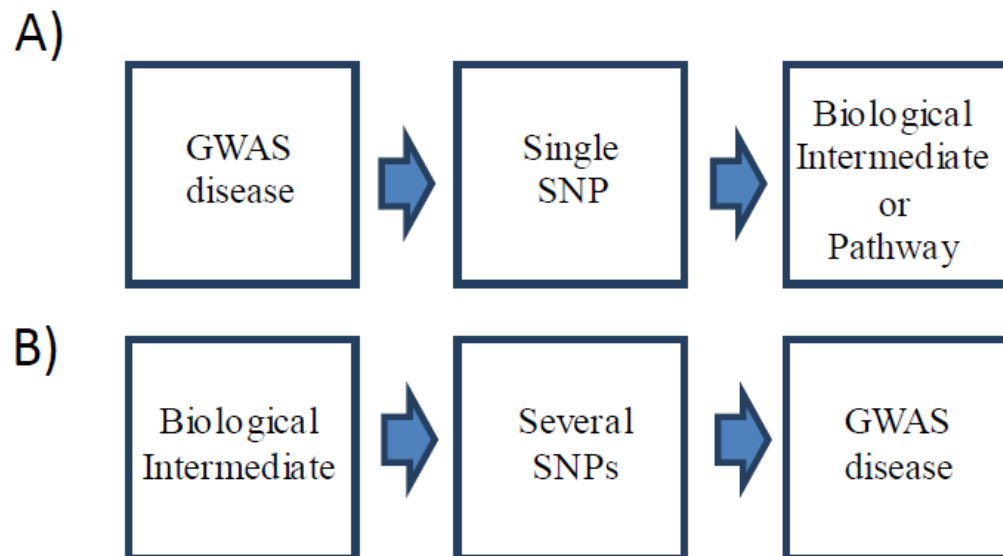 A)
GWAS
disease
Single
SNP
Biological
Intermediate
or
Pathway
B)
Biological
Intermediate
Several
SNPs
GWAS
disease